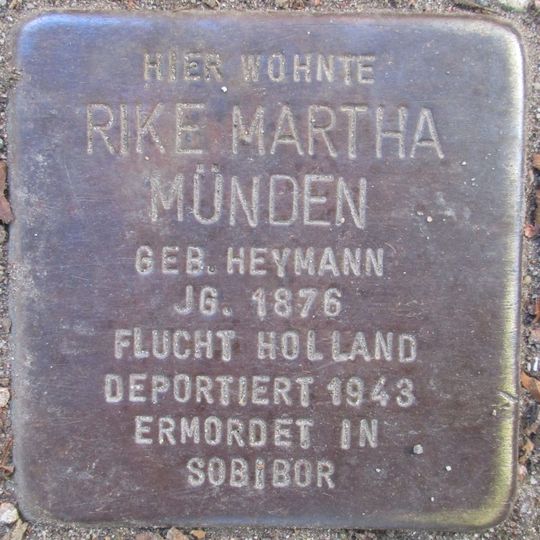 HIER WOHNTE
RIKE MARTHA
MÜNDEN
GEB. HEYMANN
JG. 1876
FLUCHT HOLLAND
DEPORTIERT 1943
ERMORDET IN
SOBIBOR